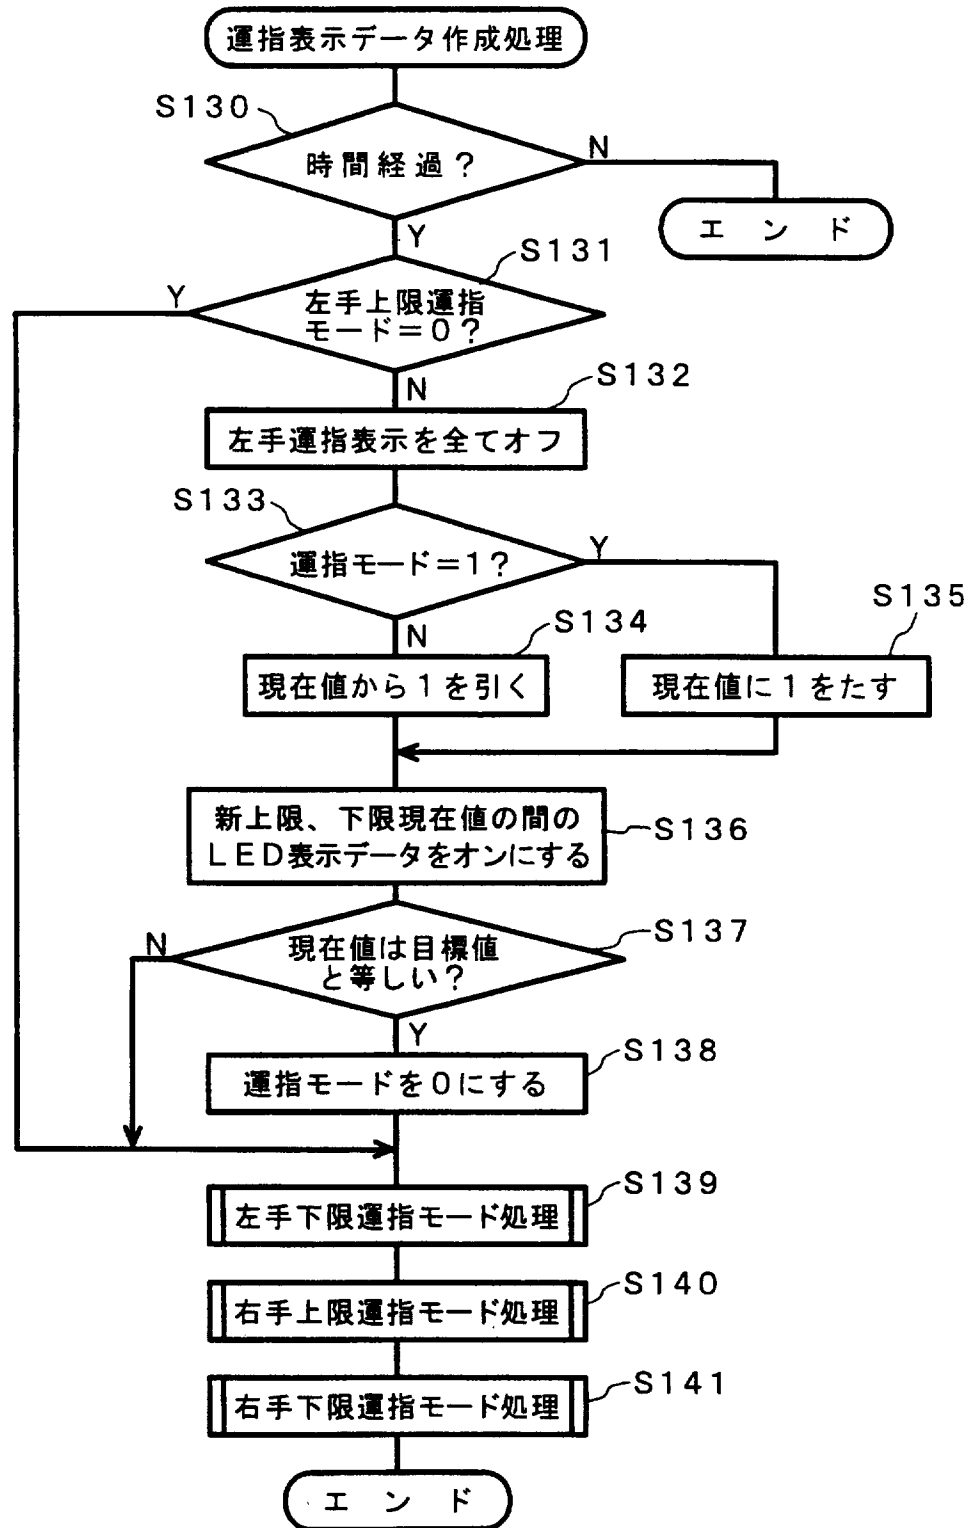 運指表示データ作成処理
S130
時間経過?
N
エンド
Y
S131
Y
左手上限運指
モード=0?
N
S132
左手運指表示を全てオフ
S133
運指モード=1?
Y
N
S134
S135
現在値から1を引く
現在値に1をたす
新上限、下限現在値の間の
LED表示データをオンにする
S136
N
現在値は目標値
と等しい?
S137
Y
S138
運指モードを0にする
S139
左手下限運指モード処理
S140
右手上限運指モード処理
S141
右手下限運指モード処理
エンド